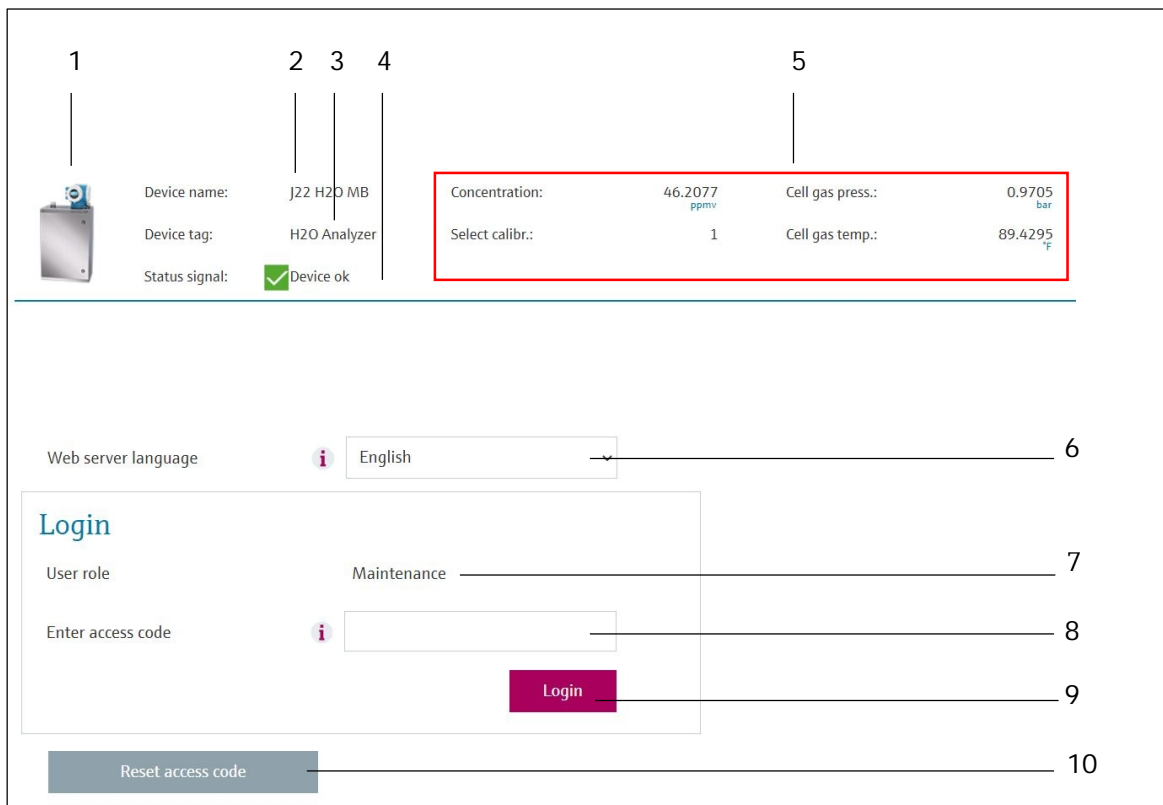 1 2 3 4 5
Device name: J22 H2O MB Concentration: 46.2077 ppmv Cell gas press.: 0.9705 bar
Device tag: H2O Analyzer Select calibr.: 1 Cell gas temp.: 89.4295 °F
Status signal: Device ok
Web server language i English 6
Login
User role Maintenance 7
Enter access code i 8
Login 9
Reset access code 10